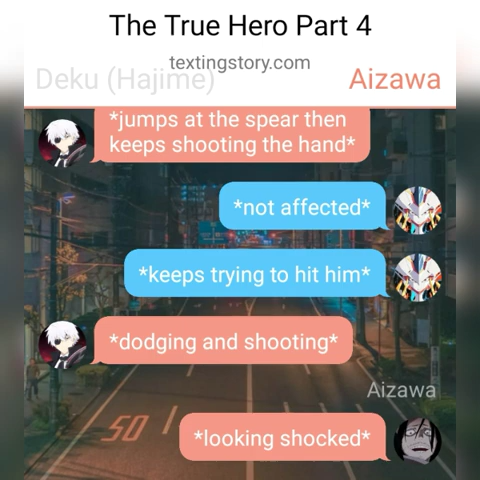 The True Hero Part 4
textingstory.com
Deku (Hajime)
Aizawa
*jumps at the spear then
keeps shooting the hand*
*not affected*
*keeps trying to hit him*
*dodging and shooting*
Aizawa
*looking shocked*
50